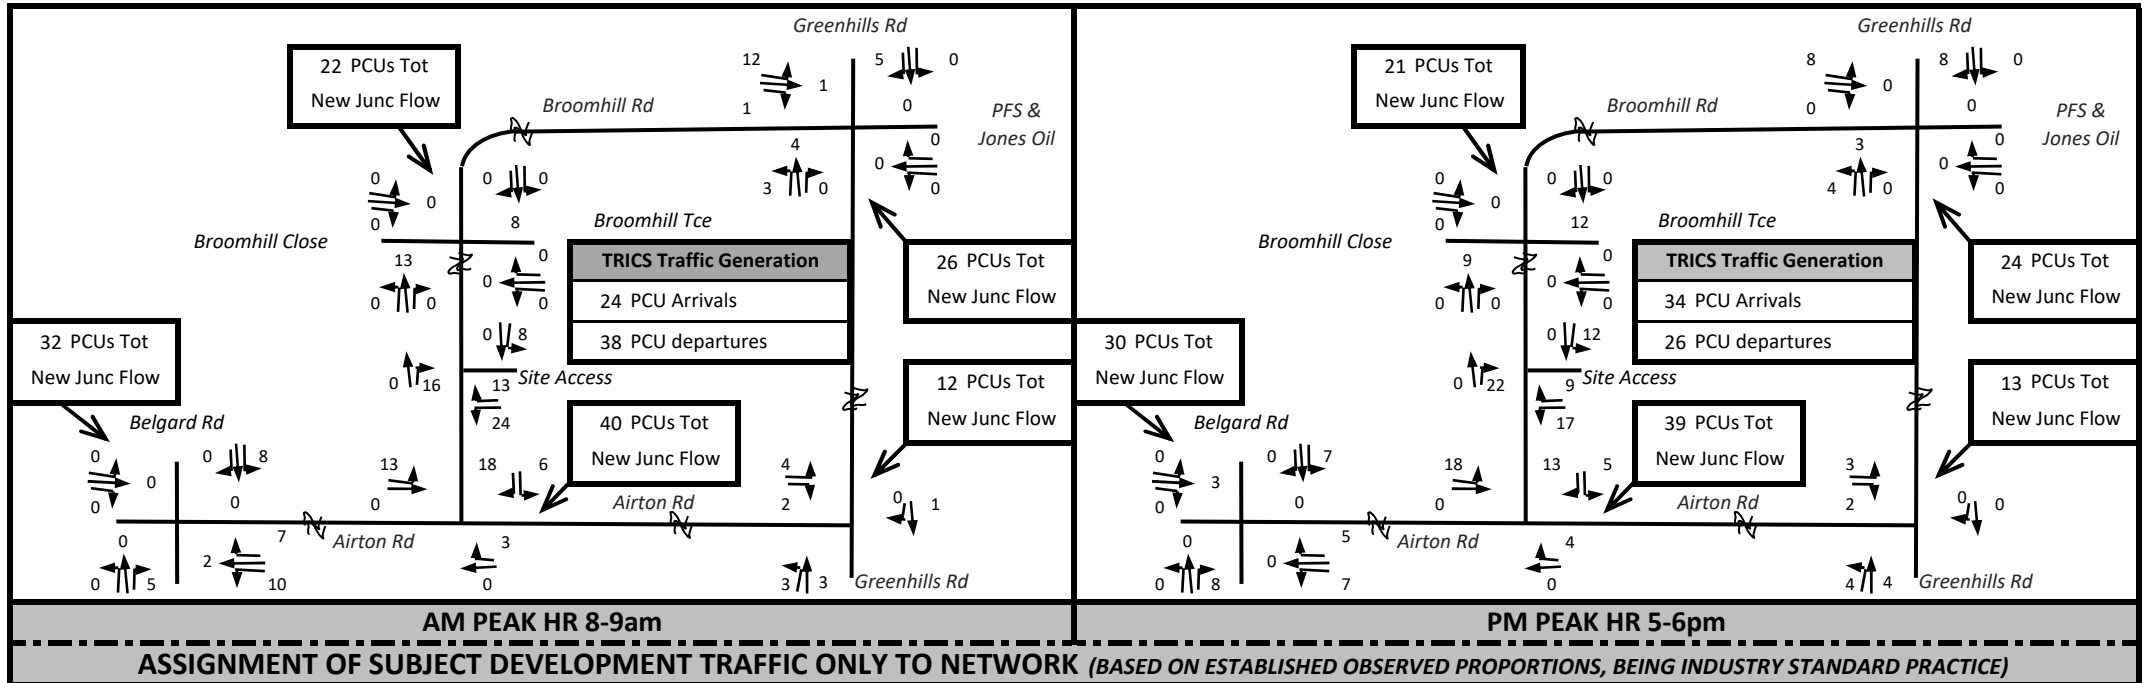 Greenhills Rd
22 PCUs Tot
New Junc Flow
12
1
1
5
0
0
Broomhill Rd
PFS &
Jones Oil
4
3
0
0
0
0
0
0
0
0
0
8
Broomhill Tce
Broomhill Close
13
0
0
0
0
0
TRICS Traffic Generation
24 PCU Arrivals
38 PCU departures
26 PCUs Tot
New Junc Flow
0
8
32 PCUs Tot
New Junc Flow
0
16
Site Access
13
24
12 PCUs Tot
New Junc Flow
Belgard Rd
40 PCUs Tot
New Junc Flow
0
0
0
0
8
0
13
0
18
6
4
2
0
1
Airton Rd
Airton Rd
0
0
5
7
2
10
3
0
3
3
Greenhills Rd
AM PEAK HR 8-9am
Greenhills Rd
21 PCUs Tot
New Junc Flow
8
0
0
8
0
0
Broomhill Rd
PFS &
Jones Oil
3
4
0
0
0
0
0
0
0
0
0
12
Broomhill Tce
Broomhill Close
9
0
0
0
0
0
TRICS Traffic Generation
34 PCU Arrivals
26 PCU departures
24 PCUs Tot
New Junc Flow
0
12
30 PCUs Tot
New Junc Flow
0
22
Site Access
9
17
13 PCUs Tot
New Junc Flow
Belgard Rd
39 PCUs Tot
New Junc Flow
0
3
0
0
7
0
18
0
13
5
3
2
0
0
Airton Rd
Airton Rd
0
0
8
5
0
7
4
0
4
4
Greenhills Rd
PM PEAK HR 5-6pm
ASSIGNMENT OF SUBJECT DEVELOPMENT TRAFFIC ONLY TO NETWORK (BASED ON ESTABLISHED OBSERVED PROPORTIONS, BEING INDUSTRY STANDARD PRACTICE)